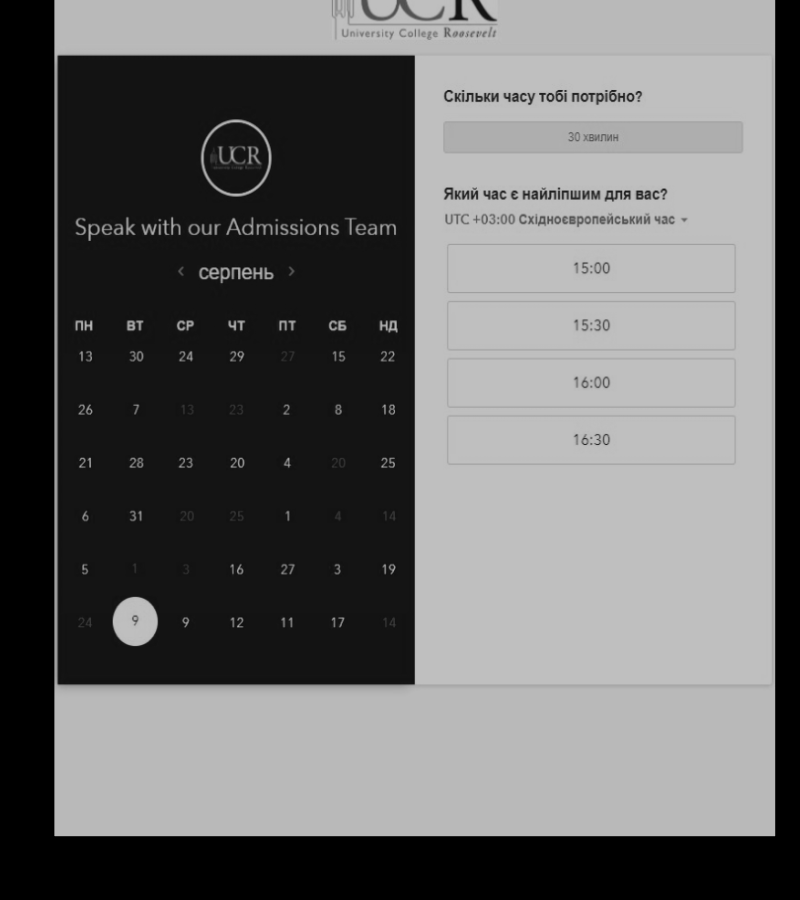 UCR
University College Roosevelt
UCR
Speak with our Admissions Team
‹ серпень ›
ПН ВТ СР ЧТ ПТ СБ НД
13 30 24 29 27 15 22
26 7 13 23 2 8 18
21 28 23 20 4 20 25
6 31 20 25 1 4 14
5 1 3 16 27 3 19
24 9 9 12 11 17 14
Скільки часу тобі потрібно?
30 хвилин
Який час є найліпшим для вас?
UTC +03:00 Східноєвропейський час
15:00
15:30
16:00
16:30